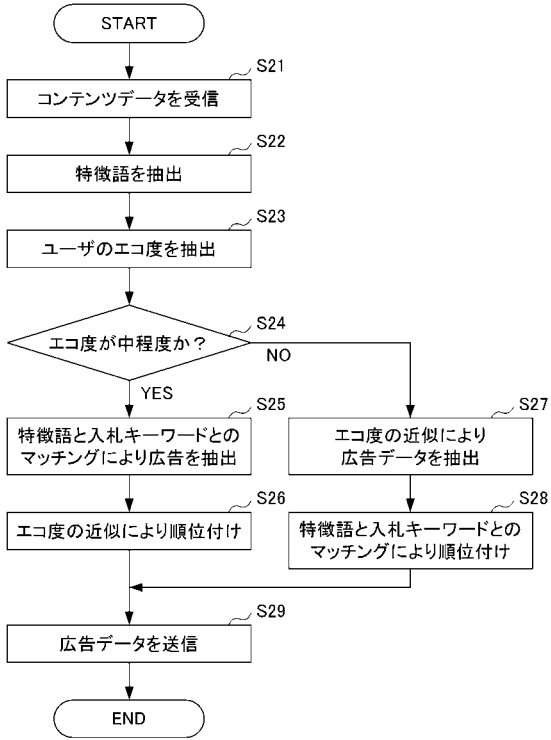 START
S21
コンテンツデータを受信
S22
特徴語を抽出
S23
ユーザのエコ度を抽出
S24
エコ度が中程度か？
NO
YES
S25
特徴語と入札キーワードとの
マッチングにより広告を抽出
S27
エコ度の近似により
広告データを抽出
S26
エコ度の近似により順位付け
S28
特徴語と入札キーワードとの
マッチングにより順位付け
S29
広告データを送信
END